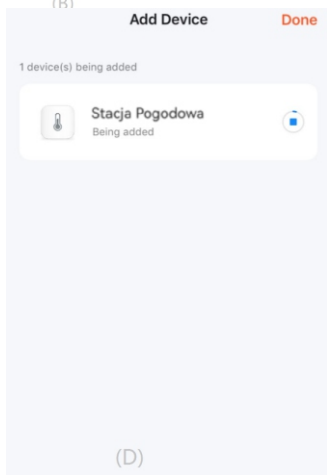 (B)
Add Device
Done
1 device(s) being added
Stacja Pogodowa
Being added
(D)